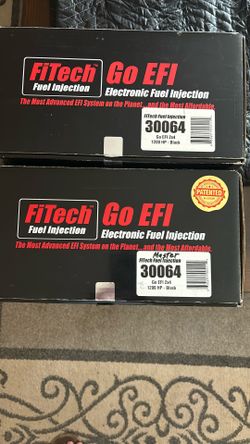 FiTech™ Go EFI
Fuel Injection Electronic Fuel Injection
The Most Advanced EFI System on the Planet...and the Most Affordable.
FiTech Fuel Injection
30064
Go EFI 2x4
1200 HP - Black
FiTech™ Go EFI
Fuel Injection Electronic Fuel Injection
The Most Advanced EFI System on the Planet...and the Most Affordable.
PATENTED
Master
FiTech Fuel Injection
30064
Go EFI 2x4
1200 HP - Black